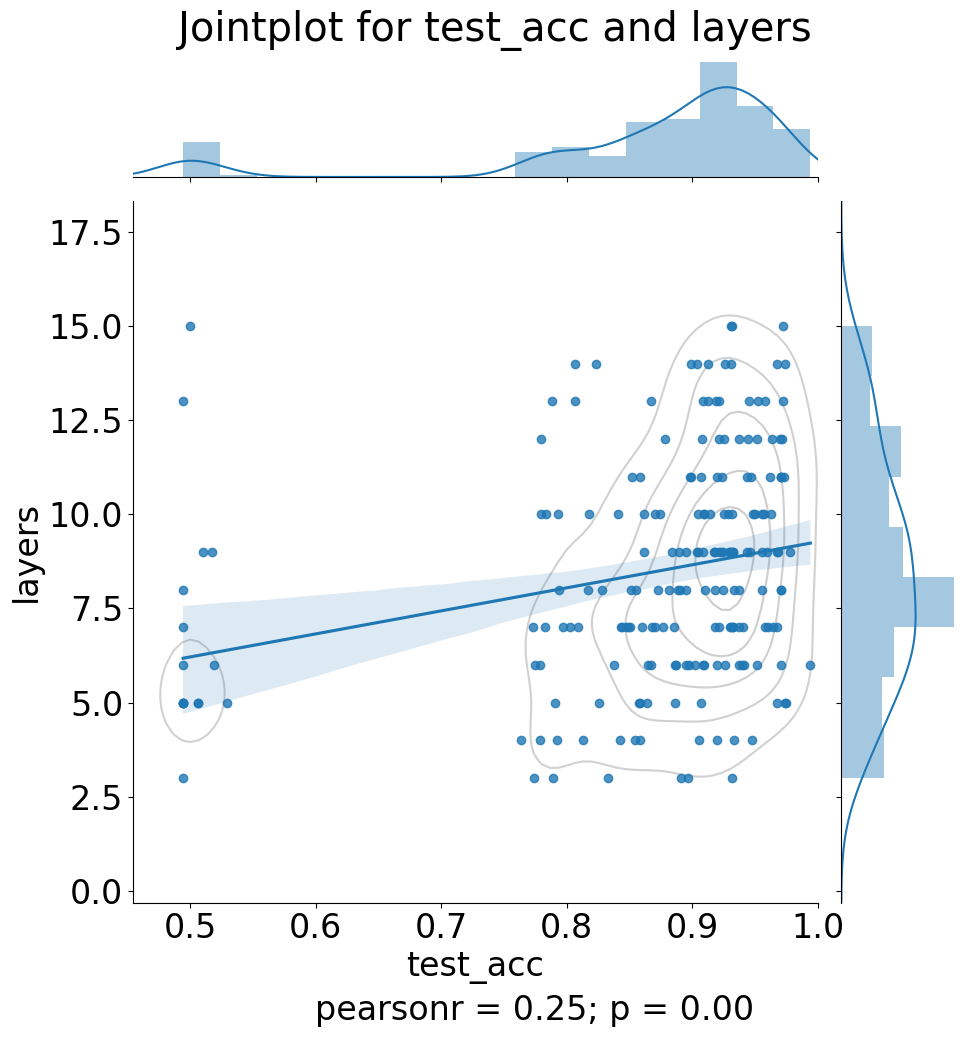 Jointplot for test_acc and layers
17.5
15.0
12.5
10.0
7.5
5.0
2.5
0.0
layers
0.5 0.6 0.7 0.8 0.9 1.0
test_acc
pearsonr = 0.25; p = 0.00